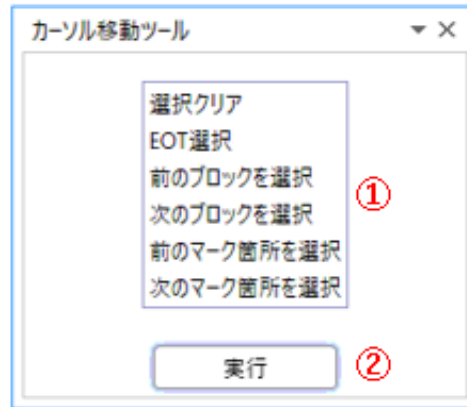 カーソル移動ツール
選択クリア
EOT選択
前のブロックを選択
①
次のブロックを選択
前のマーク箇所を選択
次のマーク箇所を選択
実行
②